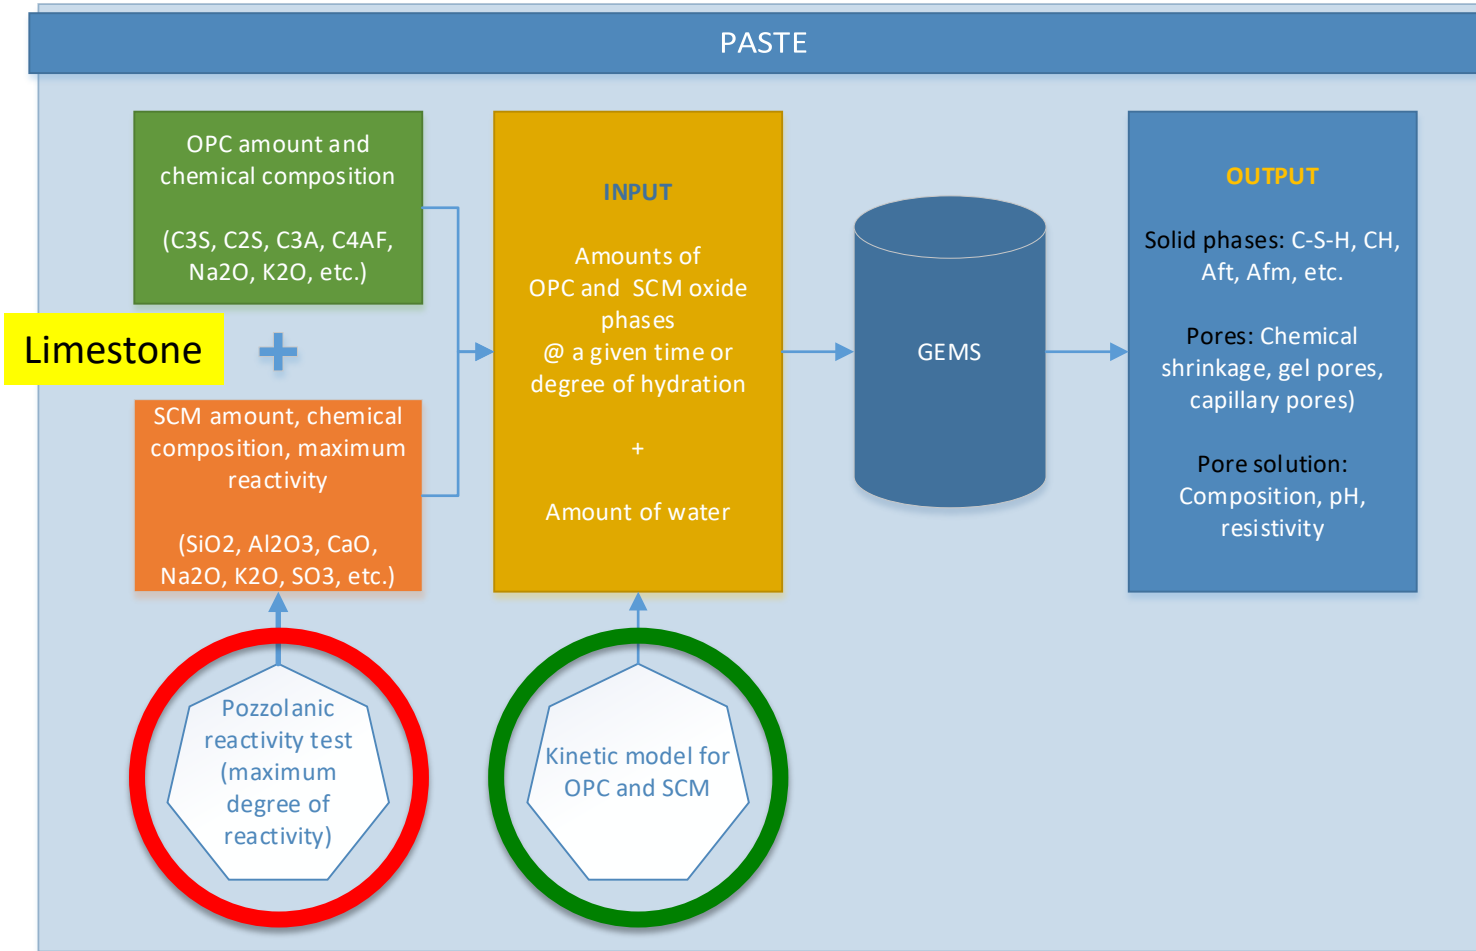 PASTE
OPC amount and
chemical composition
(C3S, C2S, C3A, C4AF,
Na2O, K2O, etc.)
Limestone
+
SCM amount, chemical
composition, maximum
reactivity
(SiO2, Al2O3, CaO,
Na2O, K2O, SO3, etc.)
Pozzolanic
reactivity test
(maximum
degree of
reactivity)
INPUT
Amounts of
OPC and SCM oxide
phases
@ a given time or
degree of hydration
+
Amount of water
Kinetic model for
OPC and SCM
GEMS
OUTPUT
Solid phases: C-S-H, CH,
Aft, Afm, etc.
Pores: Chemical
shrinkage, gel pores,
capillary pores)
Pore solution:
Composition, pH,
resistivity